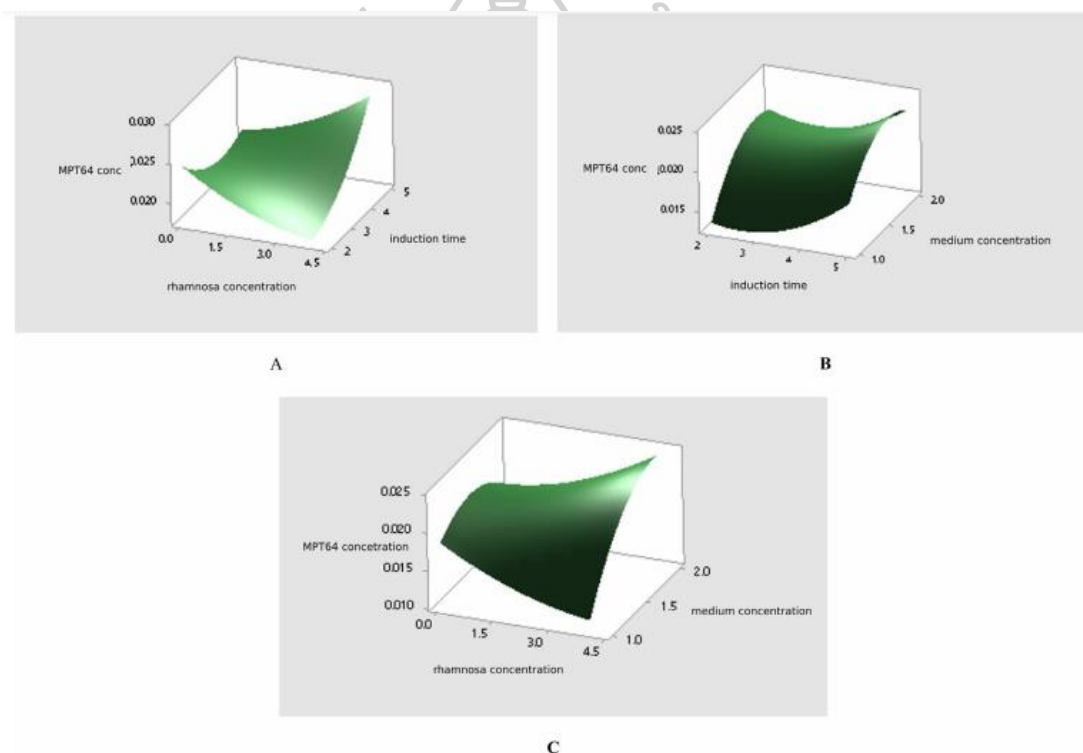 0.030
0.025
0.020
MPT64 conc
0.0
1.5
3.0
4.5
2
3
4
5
induction time
rhamnosa concentration
A
0.025
0.020
0.015
MPT64 conc
2
3
4
5
1.0
1.5
2.0
medium concentration
induction time
B
0.025
0.020
0.015
0.010
MPT64 concetration
0.0
1.5
3.0
4.5
1.0
1.5
2.0
medium concentration
rhamnosa concentration
C